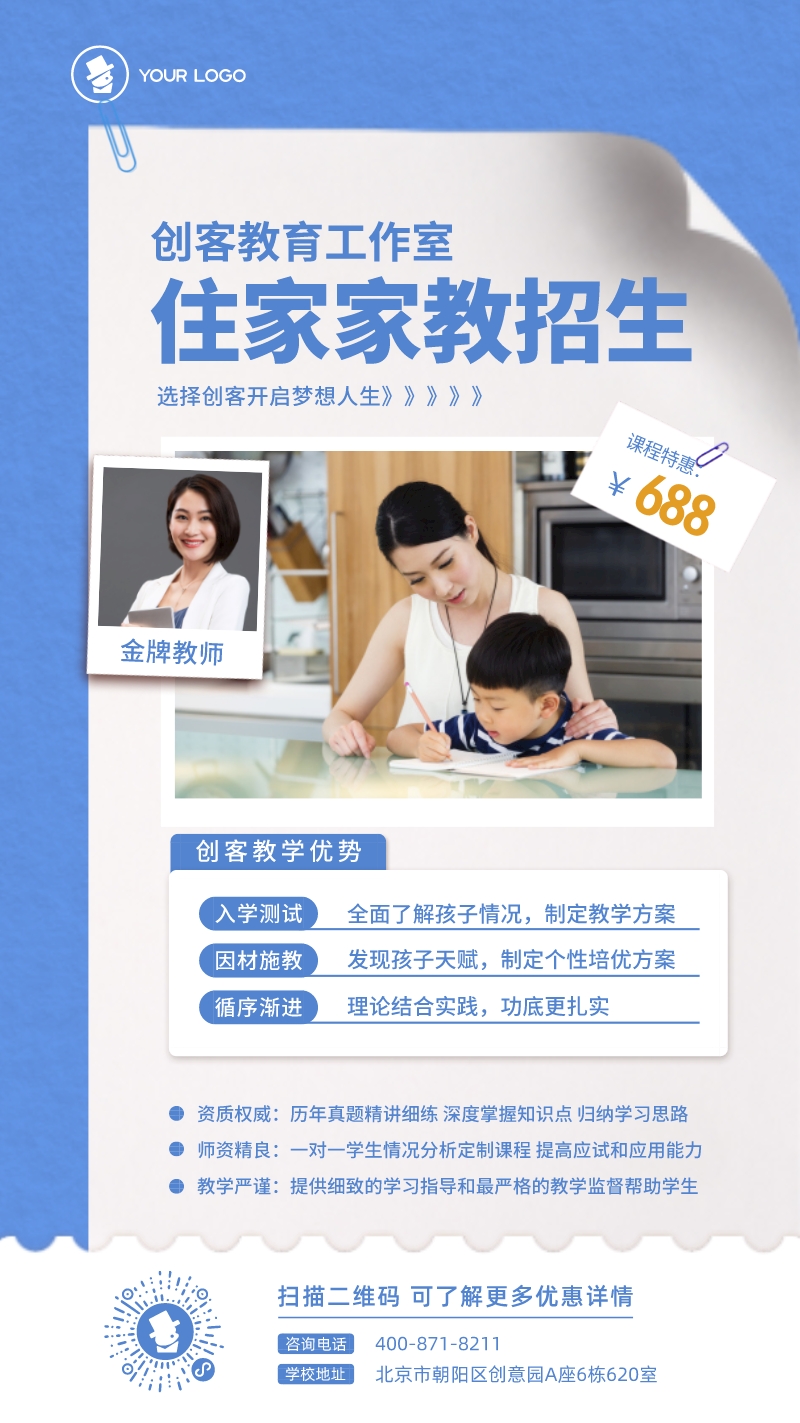 YOUR LOGO
创客教育工作室
住家家教招生
选择创客开启梦想人生》》》》》
课程特惠:
¥ 688
金牌教师
创客教学优势
入学测试 全面了解孩子情况，制定教学方案
因材施教 发现孩子天赋，制定个性培优方案
循序渐进 理论结合实践，功底更扎实
资质权威：历年真题精讲细练 深度掌握知识点 归纳学习思路
师资精良：一对一学生情况分析定制课程 提高应试和应用能力
教学严谨：提供细致的学习指导和最严格的教学监督帮助学生
扫描二维码 可了解更多优惠详情
咨询电话 400-871-8211
学校地址 北京市朝阳区创意园A座6栋620室